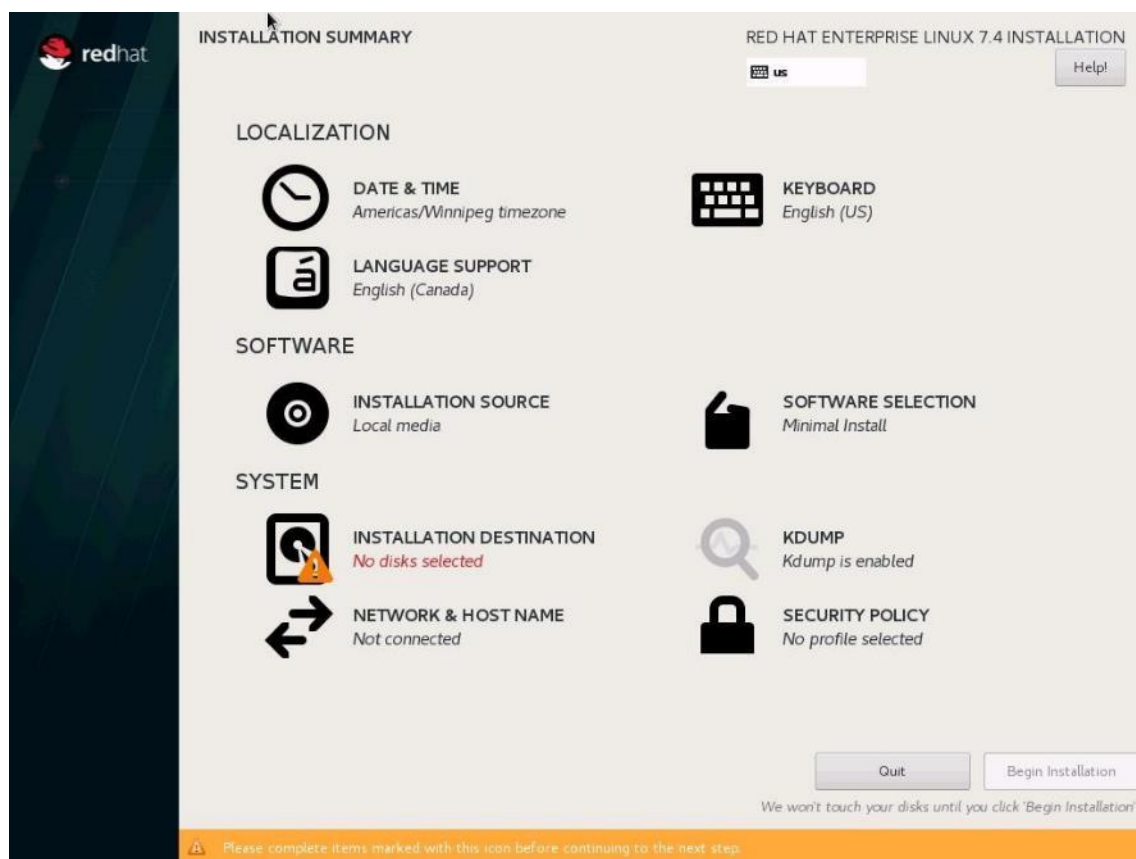 redhat
INSTALLATION SUMMARY
RED HAT ENTERPRISE LINUX 7.4 INSTALLATION
us
Help!
LOCALIZATION
DATE & TIME
Americas/Winnipeg timezone
KEYBOARD
English (US)
á
LANGUAGE SUPPORT
English (Canada)
SOFTWARE
INSTALLATION SOURCE
Local media
SOFTWARE SELECTION
Minimal Install
SYSTEM
INSTALLATION DESTINATION
No disks selected
KDUMP
Kdump is enabled
NETWORK & HOST NAME
Not connected
SECURITY POLICY
No profile selected
Quit
Begin Installation
We won't touch your disks until you click 'Begin Installation'
Please complete items marked with this icon before continuing to the next step.